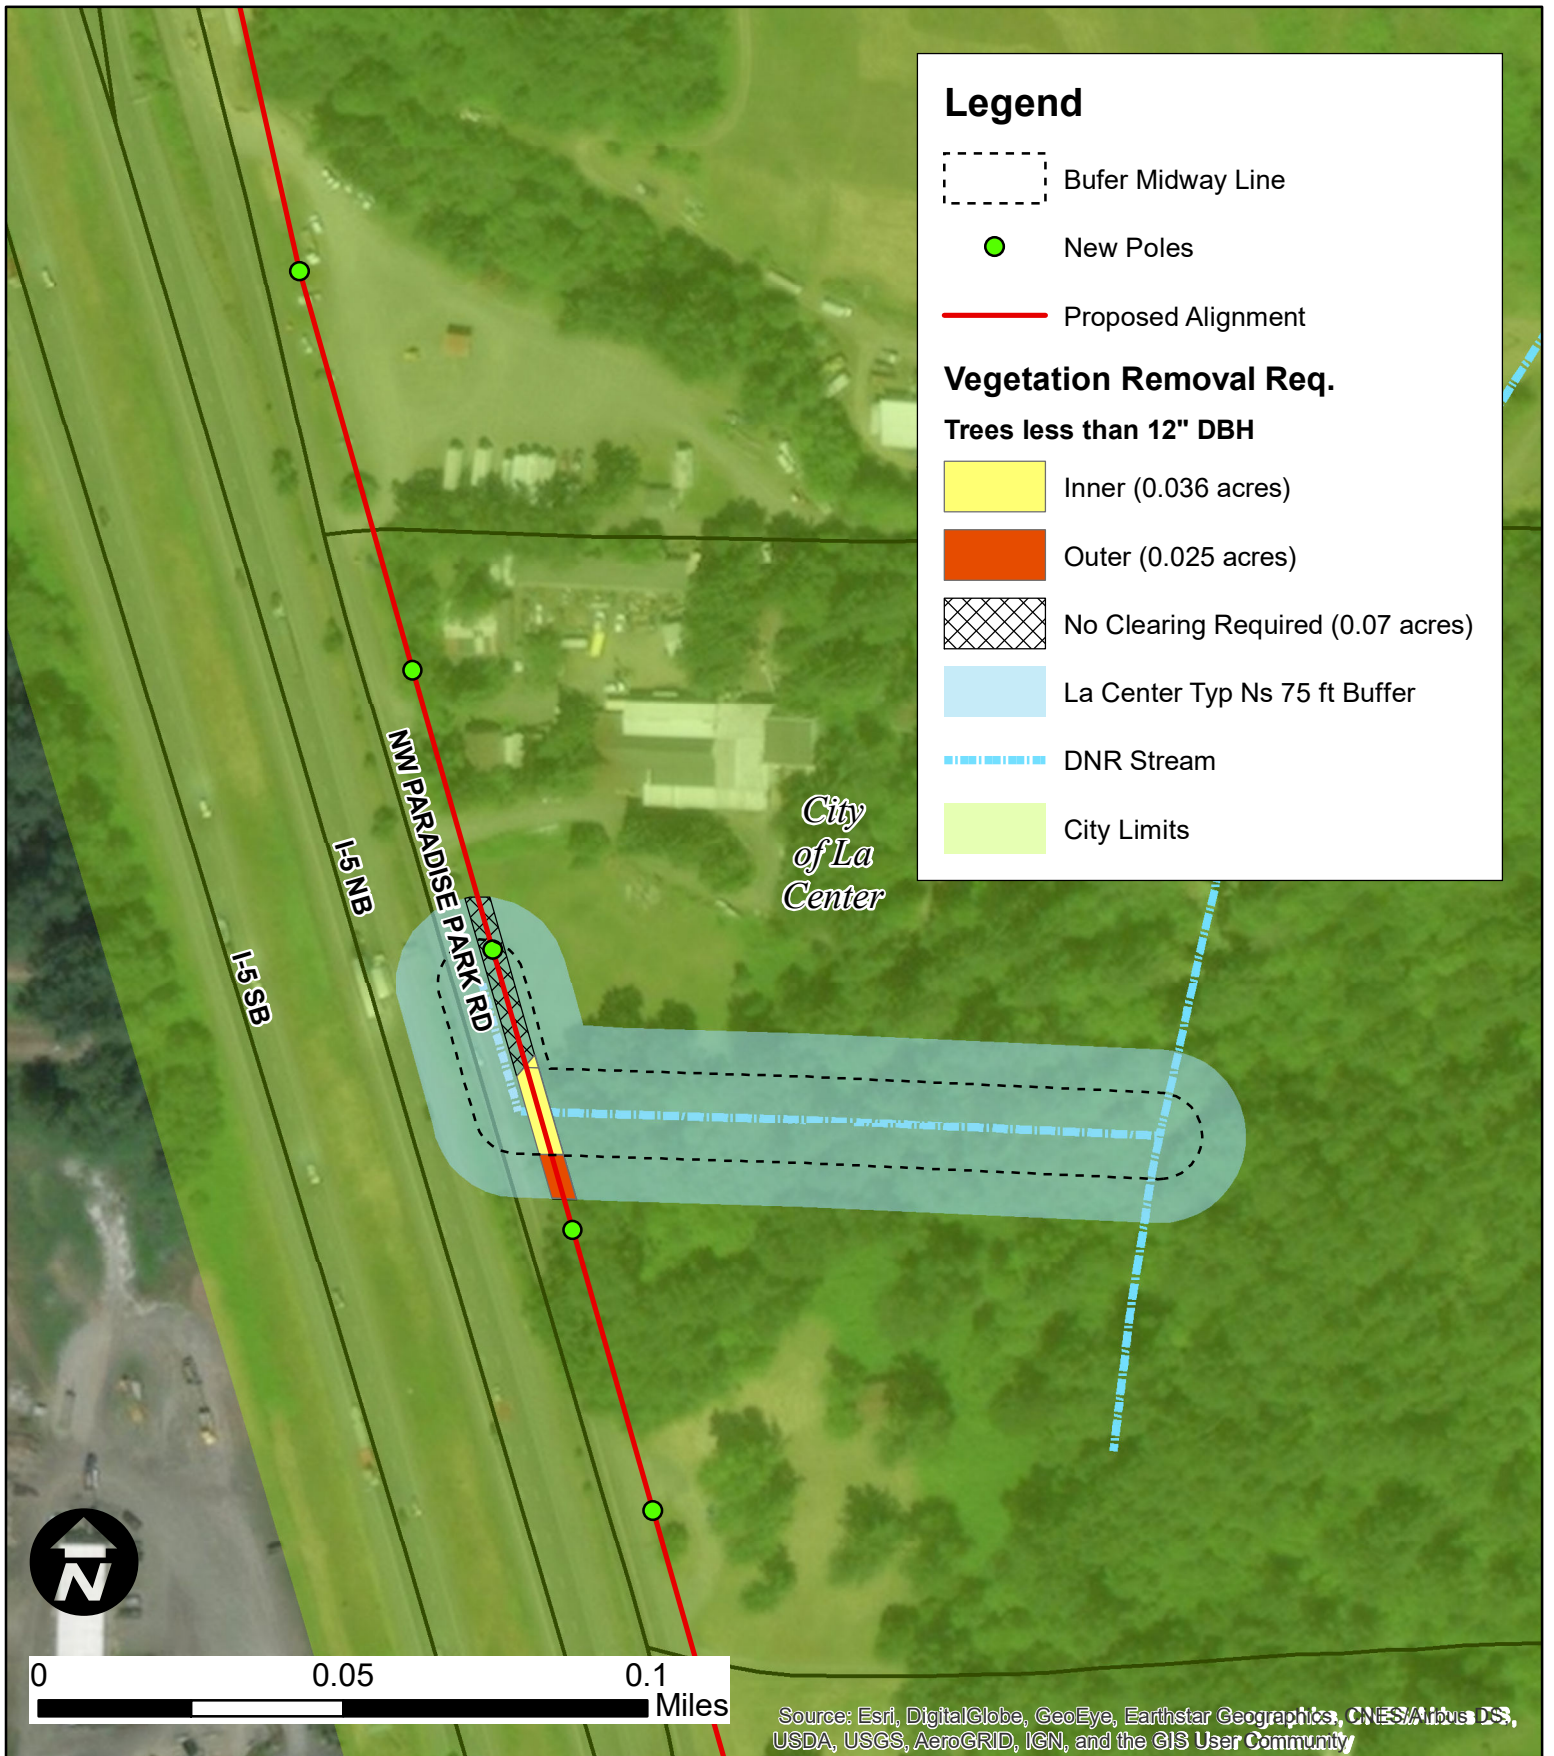 Legend
Bufer Midway Line
New Poles
Proposed Alignment
Vegetation Removal Req.
Trees less than 12" DBH
Inner (0.036 acres)
Outer (0.025 acres)
No Clearing Required (0.07 acres)
La Center Typ Ns 75 ft Buffer
DNR Stream
City Limits
City
of La
Center
NW PARADISE PARK RD
I-5 NB
I-5 SB
N
0 0.05 0.1
Miles
Source: Esri, DigitalGlobe, GeoEye, Earthstar Geographics, CNES/Airbus DS,
USDA, USGS, AeroGRID, IGN, and the GIS User Community